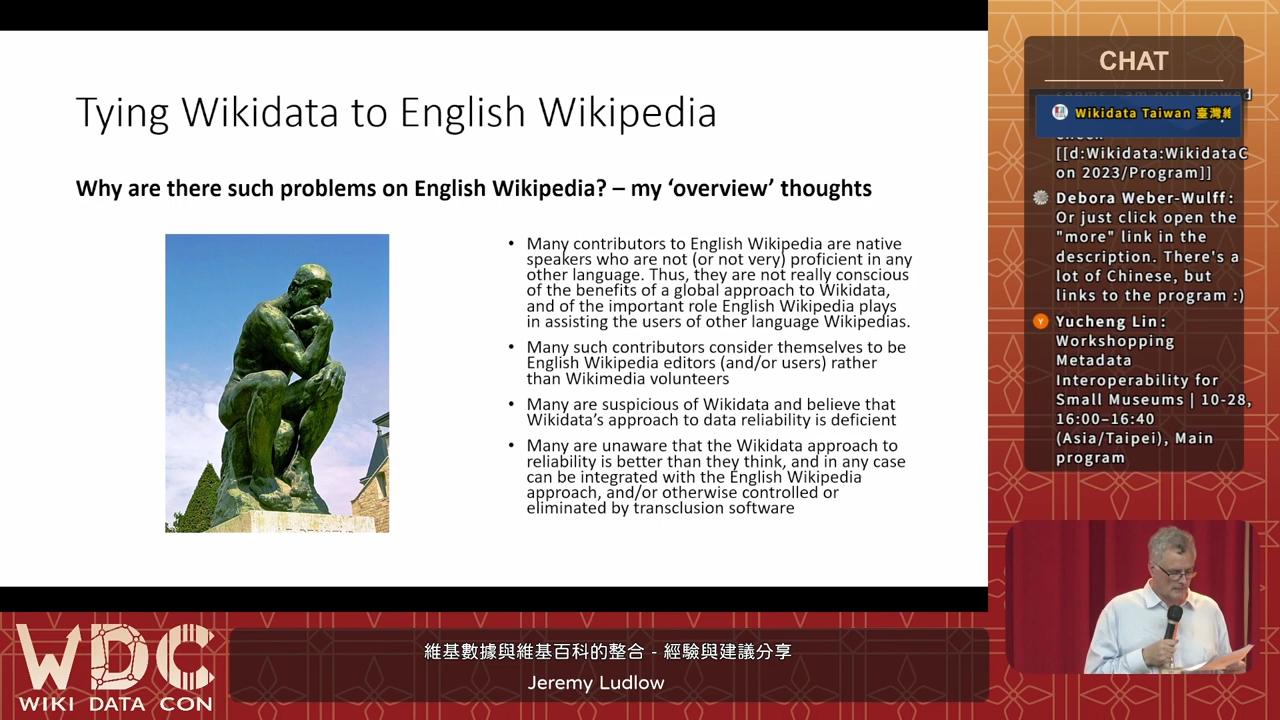 Tying Wikidata to English Wikipedia
Why are there such problems on English Wikipedia? – my ‘overview’ thoughts
• Many contributors to English Wikipedia are native
speakers who are not (or not very) proficient in any
other language. Thus, they are not really conscious
of the benefits of a global approach to Wikidata,
and of the important role English Wikipedia plays
in assisting the users of other language Wikipedias.
• Many such contributors consider themselves to be
English Wikipedia editors (and/or users) rather
than Wikimedia volunteers
• Many are suspicious of Wikidata and believe that
Wikidata’s approach to data reliability is deficient
• Many are unaware that the Wikidata approach to
reliability is better than they think, and in any case
can be integrated with the English Wikipedia
approach, and/or otherwise controlled or
eliminated by transclusion software
CHAT
Wikidata Taiwan 臺灣維
[[d:Wikidata:WikidataC
on 2023/Program]]
Debora Weber-Wulff:
Or just click open the
"more" link in the
description. There's a
lot of Chinese, but
links to the program :)
Y
Yucheng Lin:
Workshopping
Metadata
Interoperability for
Small Museums | 10-28,
16:00–16:40
(Asia/Taipei), Main
program
WDC
WIKI DATA CON
維基數據與維基百科的整合 - 經驗與建議分享
Jeremy Ludlow